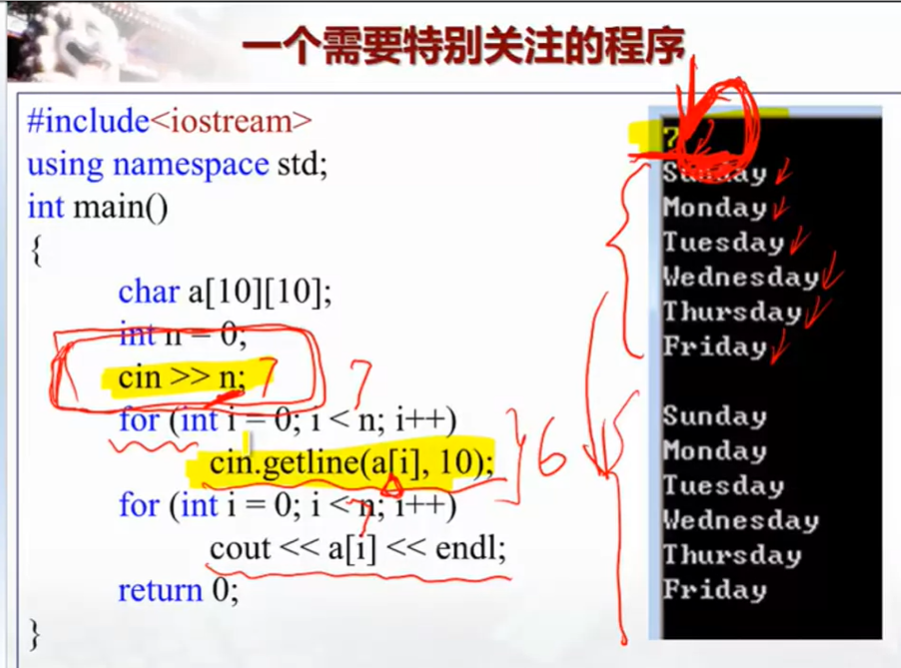 一个需要特别关注的程序
#include<iostream>
using namespace std;
int main()
{
char a[10][10];
int n = 0;
cin >> n; 7
7
for (int i = 0; i < n; i++)
cin.getline(a[i], 10);
} 6
for (int i = 0; i < n; i++)
7
cout << a[i] << endl;
return 0;
}
7
Sunday
Monday
Tuesday
Wednesday
Thursday
Friday
Sunday
Monday
Tuesday
Wednesday
Thursday
Friday